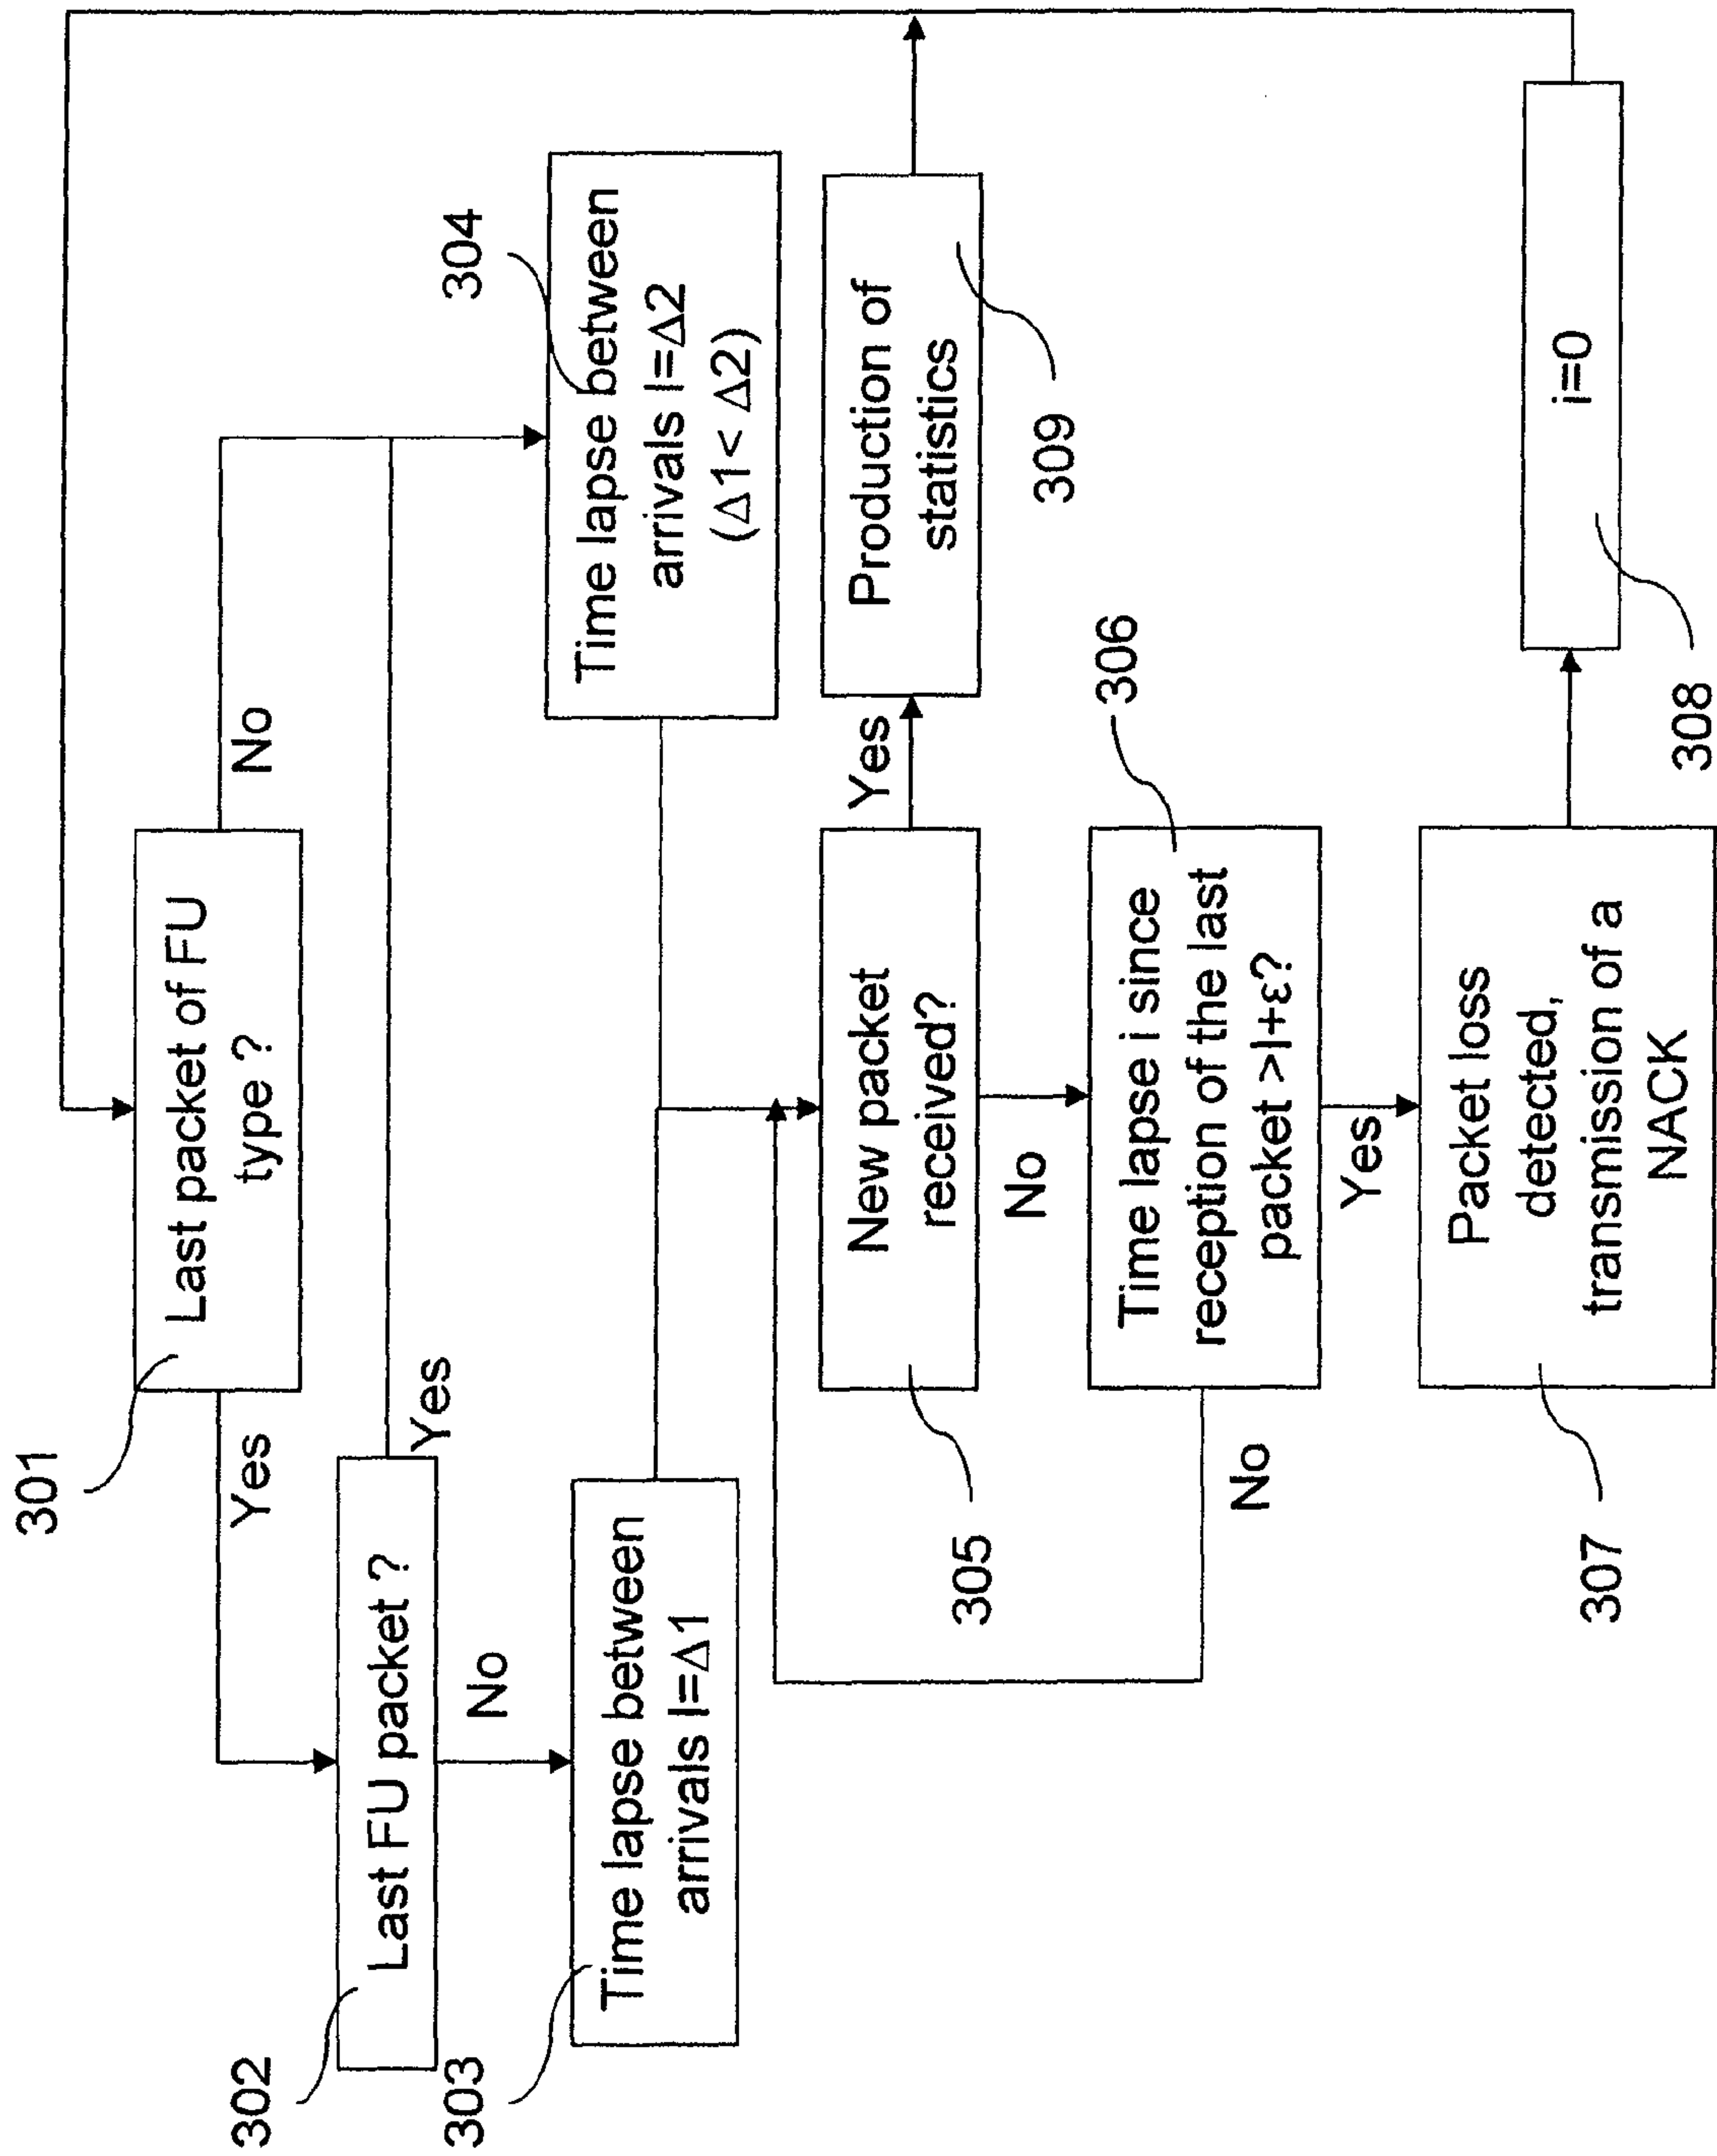 301
Last packet of FU
type ?
Yes
No
302
Last FU packet ?
Yes
No
303
Time lapse between
arrivals I=Δ1
304
Time lapse between
arrivals I=Δ2
(Δ1< Δ2)
New packet
received?
305
Yes
No
Production of
statistics
309
306
Time lapse i since
reception of the last
packet >I+ε?
No
Yes
Packet loss
detected,
transmission of a
NACK
307
i=0
308